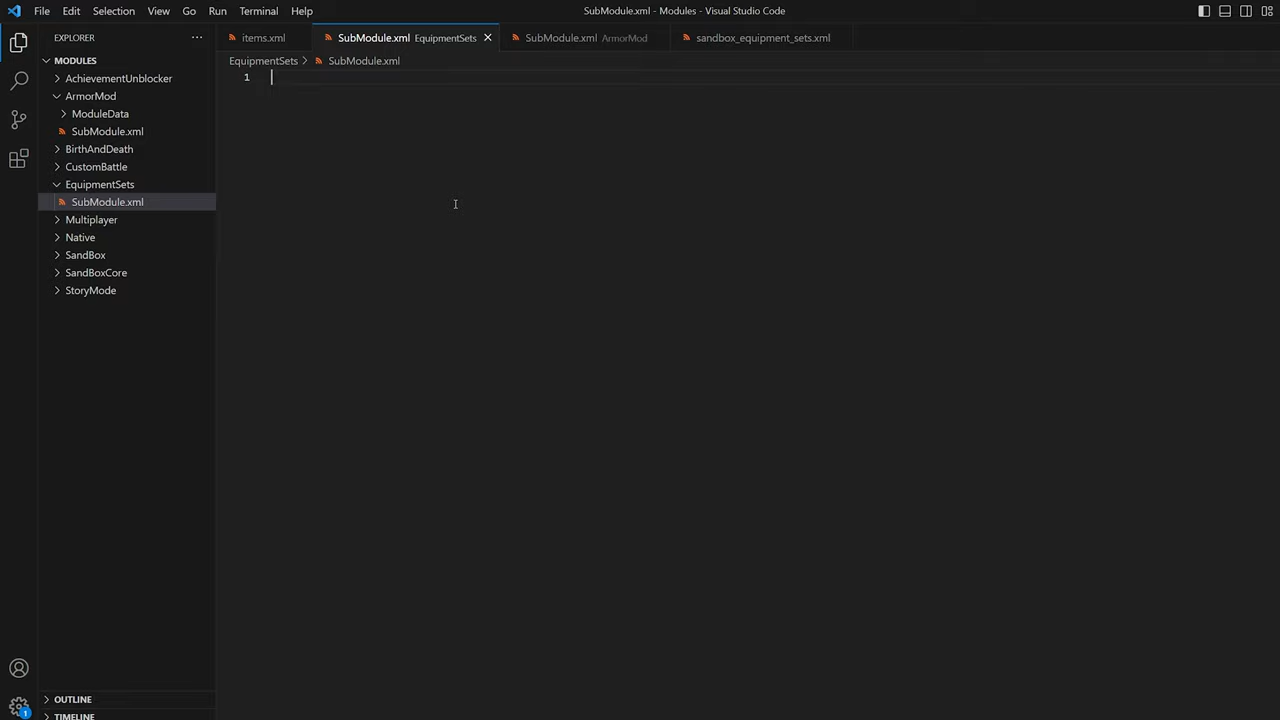 File Edit Selection View Go Run Terminal Help
SubModule.xml - Modules - Visual Studio Code
EXPLORER
MODULES
AchievementUnblocker
ArmorMod
ModuleData
SubModule.xml
BirthAndDeath
CustomBattle
EquipmentSets
SubModule.xml
Multiplayer
Native
SandBox
SandBoxCore
StoryMode
OUTLINE
TIMELINE
1
items.xml
SubModule.xml EquipmentSets
SubModule.xml ArmorMod
sandbox_equipment_sets.xml
EquipmentSets > SubModule.xml
1